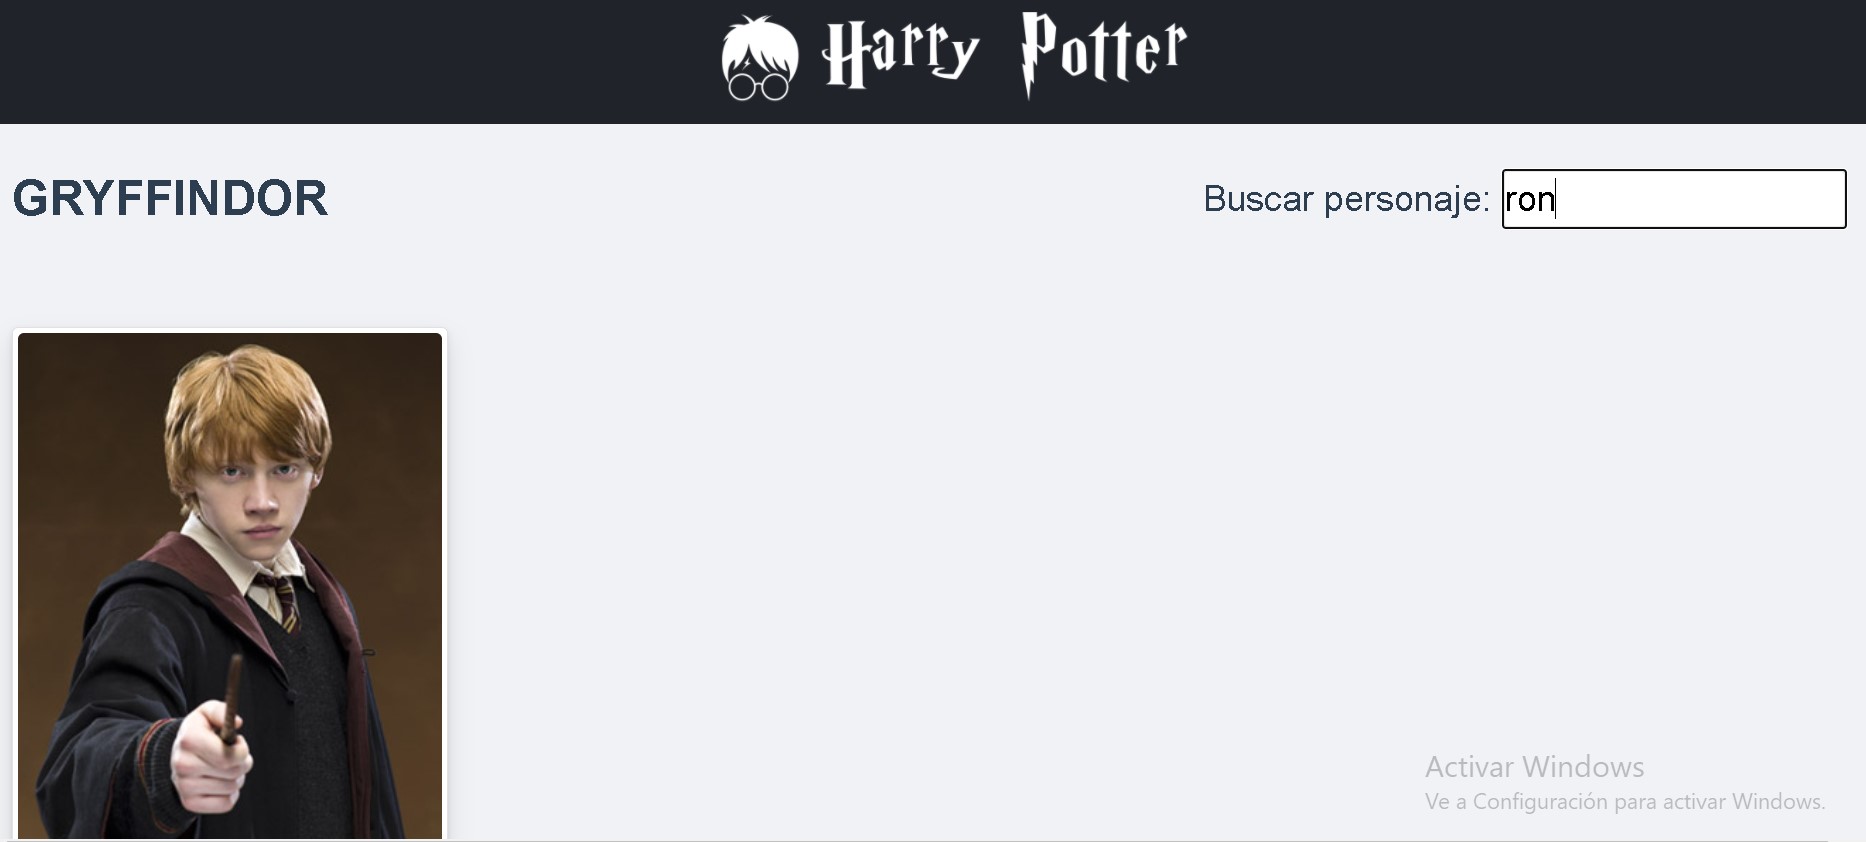 Harry Potter
GRYFFINDOR
Buscar personaje: ron
Activar Windows
Ve a Configuración para activar Windows.